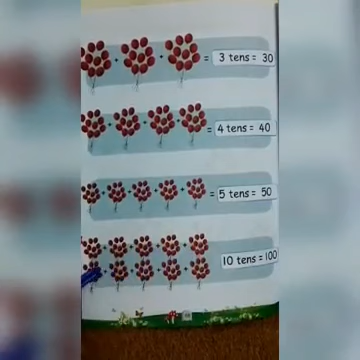 = 3 tens = 30
= 4 tens = 40
= 5 tens = 50
10 tens = 100